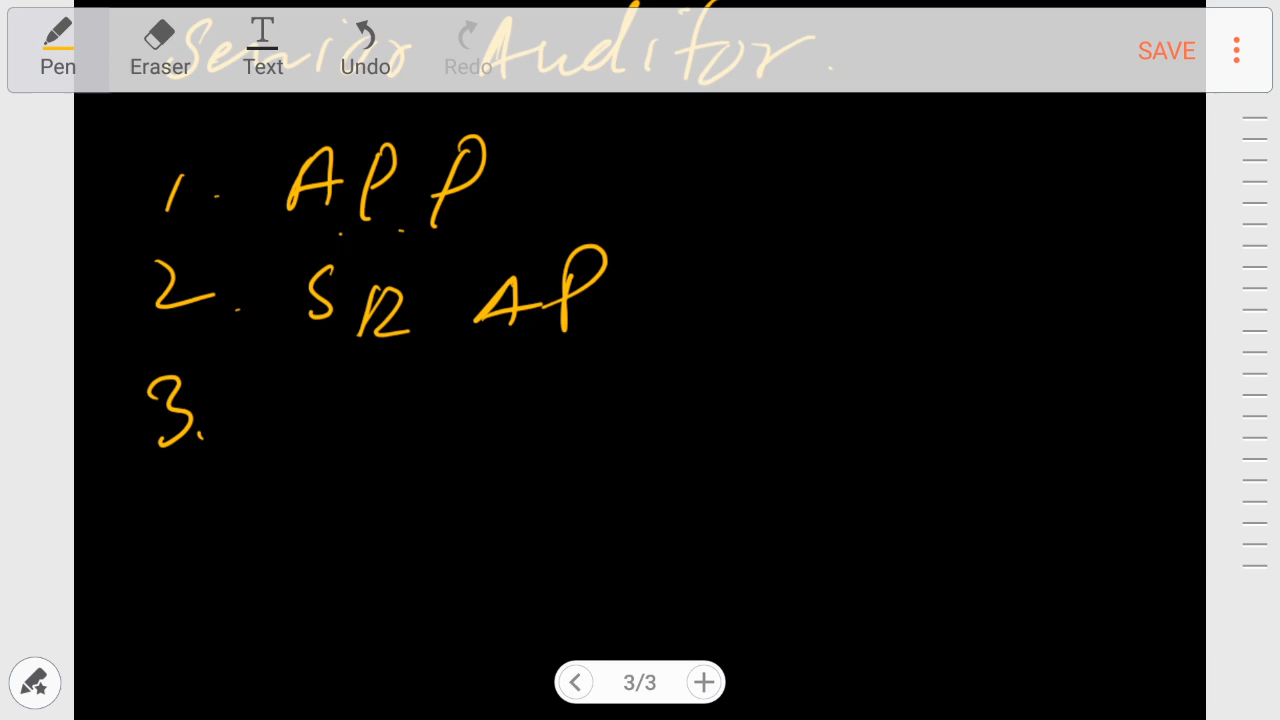 Senior Auditor.
Pen Eraser Text Undo Redo SAVE
1. APP
2. SR AP
3.
3/3